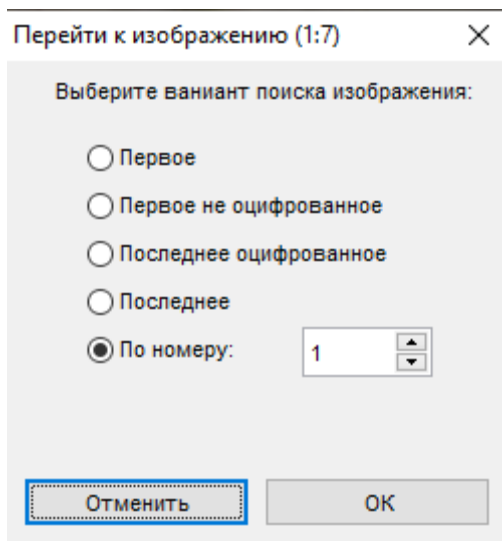 Перейти к изображению (1:7)
Выберите ваниант поиска изображения:
Первое
Первое не оцифрованное
Последнее оцифрованное
Последнее
По номеру: 1
Отменить ОК